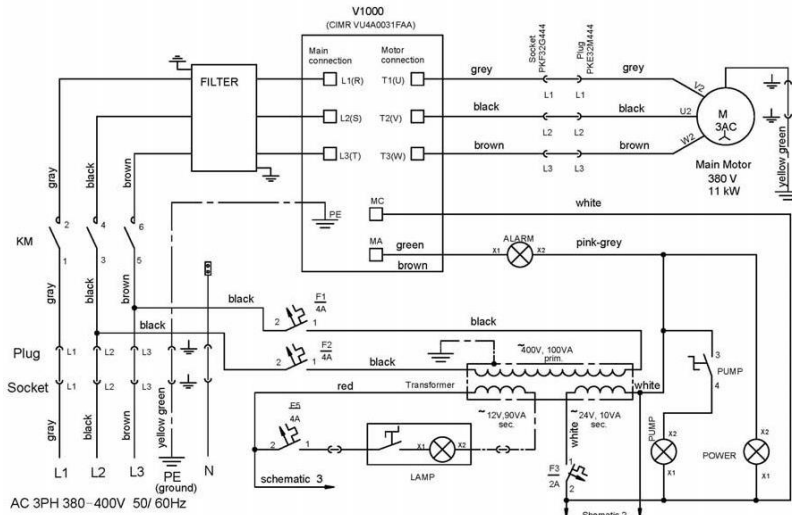 V1000
(CIMR VU4A0031FAA)
Main connection
Motor connection
FILTER
L1(R)
T1(U)
L2(S)
T2(V)
L3(T)
T3(W)
grey
black
brown
Socket
PKF32G444
Plug
PKE32M444
L1
L1
L2
L2
L3
L3
grey
black
brown
V2
U2
W2
M
3AC
Main Motor
380 V
11 kW
yellow green
gray
black
brown
KM
2
4
6
1
3
5
PE
MC
white
MA
green
brown
X1
ALARM
X2
pink-grey
gray
black
brown
black
black
F1
4A
2
1
black
F2
4A
2
1
black
Plug
L1
L2
L3
Socket
L1
L2
L3
gray
black
brown
yellow green
L1
L2
L3
PE
(ground)
N
AC 3PH 380-400V 50/ 60Hz
~400V, 100VA
prim.
red
Transformer
white
~12V,90VA
sec.
~24V, 10VA
sec.
F5
4A
2
1
X1
X2
LAMP
schematic 3
white
F3
2A
1
2
3
PUMP
4
PUMP
X2
X1
POWER
X2
X1
Shematic 2